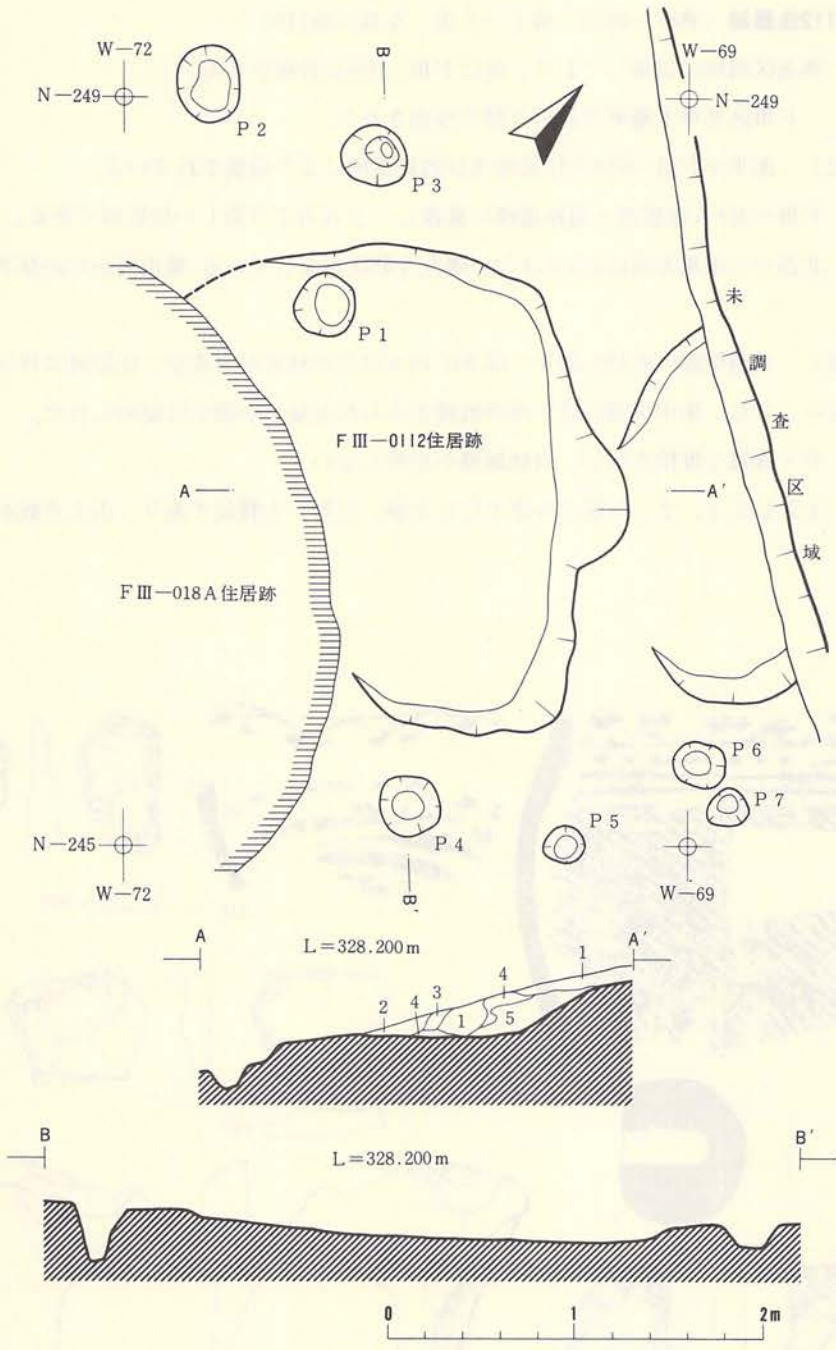 W—72
N—249
P 2
B
P 3
W—69
N—249
P 1
未調査区域
FⅢ—0112住居跡
A
A′
FⅢ—018A住居跡
P 6
P 7
N—245
W—72
P 4
B′
P 5
W—69
A
L＝328.200m
A′
2 4 3 1 5 4 1
B
L＝328.200m
B′
0 1 2m